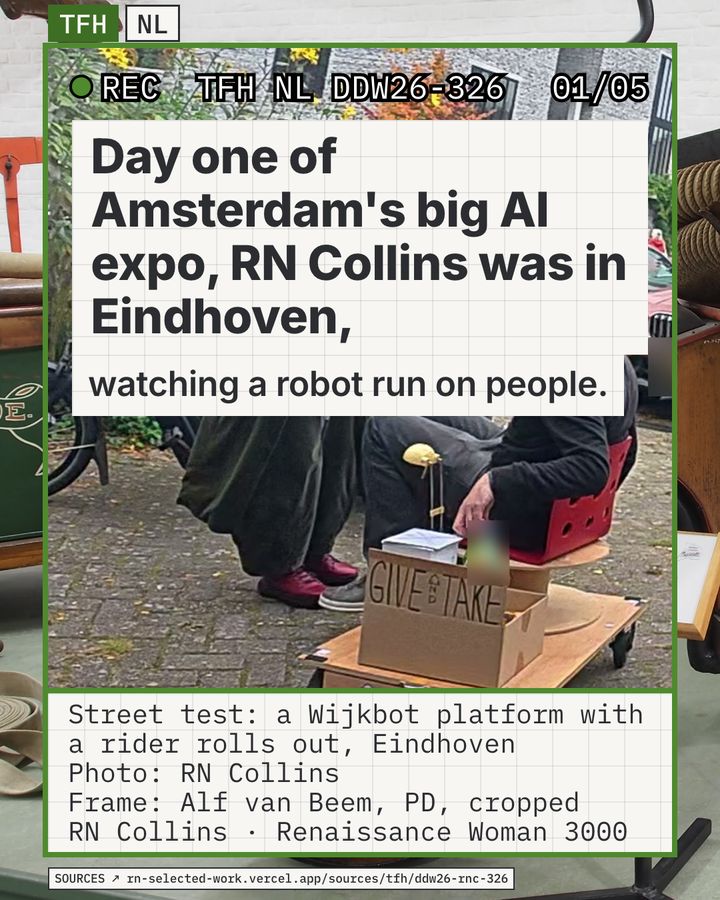 TFH NL
REC TFH NL DDW26-326 01/05
Day one of
Amsterdam's big AI
expo, RN Collins was in
Eindhoven,
watching a robot run on people.
E.
GIVE AND TAKE
Street test: a Wijkbot platform with
a rider rolls out, Eindhoven
Photo: RN Collins
Frame: Alf van Beem, PD, cropped
RN Collins · Renaissance Woman 3000
SOURCES ↗ rn-selected-work.vercel.app/sources/tfh/ddw26-rnc-326